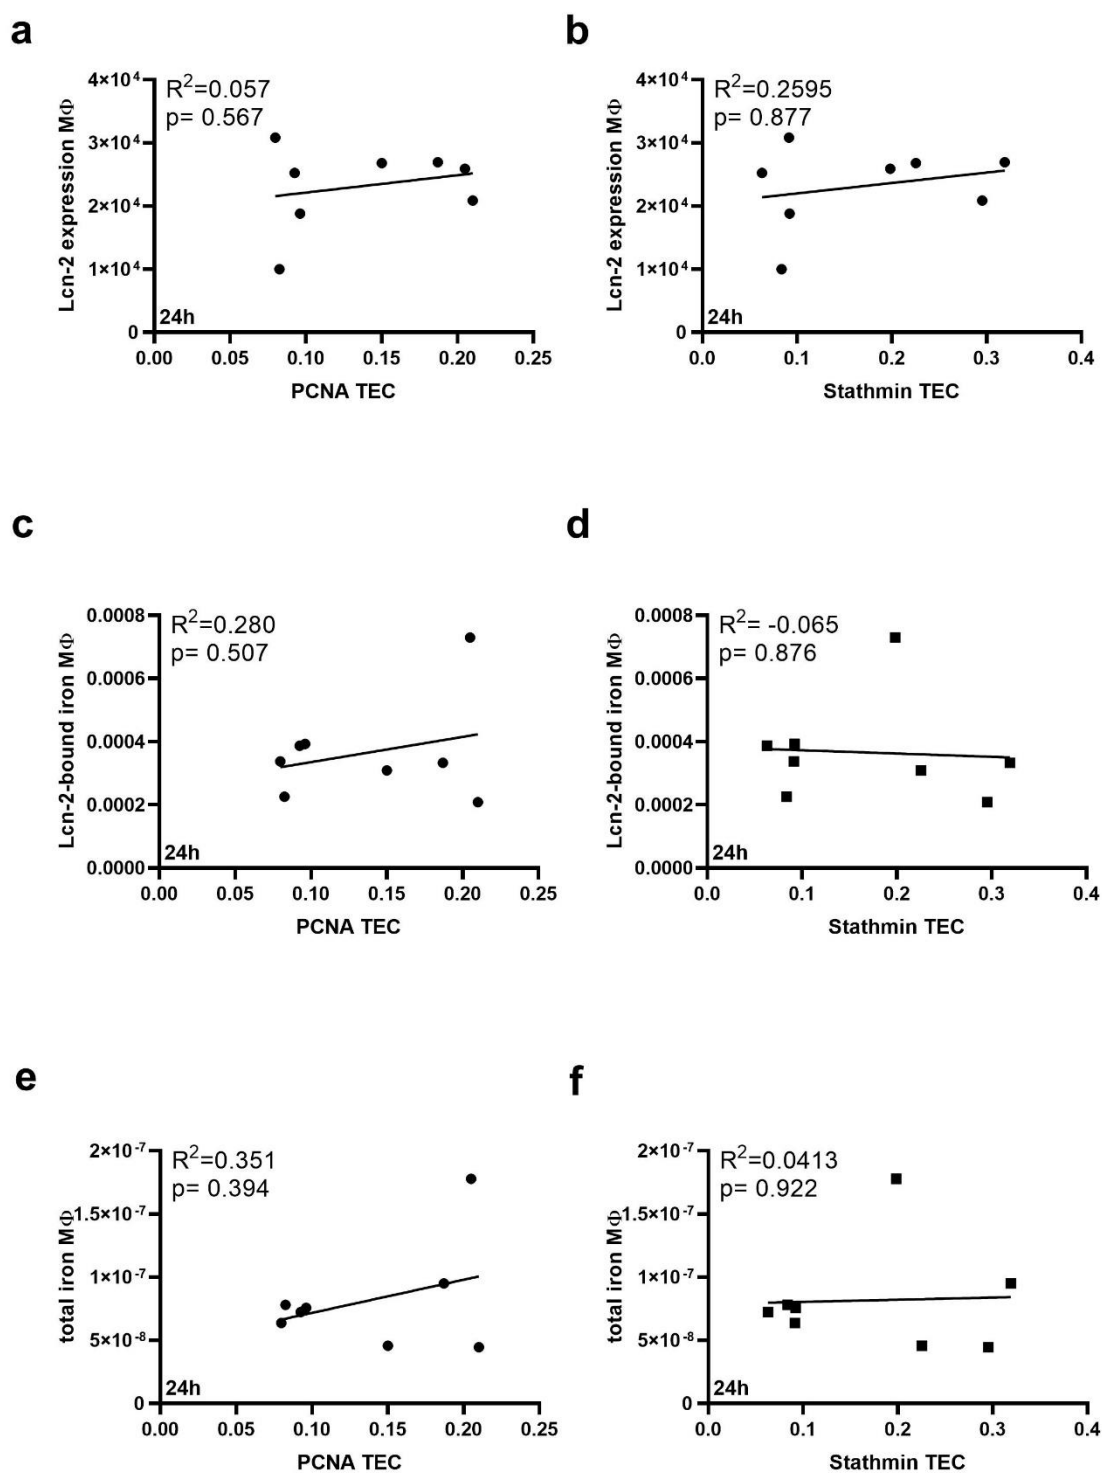 a
R²=0.057
p= 0.567
Lcn-2 expression MΦ
4×10⁴
3×10⁴
2×10⁴
1×10⁴
0
24h
0.00 0.05 0.10 0.15 0.20 0.25
PCNA TEC
b
R²=0.2595
p= 0.877
Lcn-2 expression MΦ
4×10⁴
3×10⁴
2×10⁴
1×10⁴
0
24h
0.0 0.1 0.2 0.3 0.4
Stathmin TEC
c
R²=0.280
p= 0.507
Lcn-2-bound iron MΦ
0.0008
0.0006
0.0004
0.0002
0.0000
24h
0.00 0.05 0.10 0.15 0.20 0.25
PCNA TEC
d
R²= -0.065
p= 0.876
Lcn-2-bound iron MΦ
0.0008
0.0006
0.0004
0.0002
0.0000
24h
0.0 0.1 0.2 0.3 0.4
Stathmin TEC
e
R²=0.351
p= 0.394
total iron MΦ
2×10⁻⁷
1.5×10⁻⁷
1×10⁻⁷
5×10⁻⁸
0
24h
0.00 0.05 0.10 0.15 0.20 0.25
PCNA TEC
f
R²=0.0413
p= 0.922
total iron MΦ
2×10⁻⁷
1.5×10⁻⁷
1×10⁻⁷
5×10⁻⁸
0
24h
0.0 0.1 0.2 0.3 0.4
Stathmin TEC